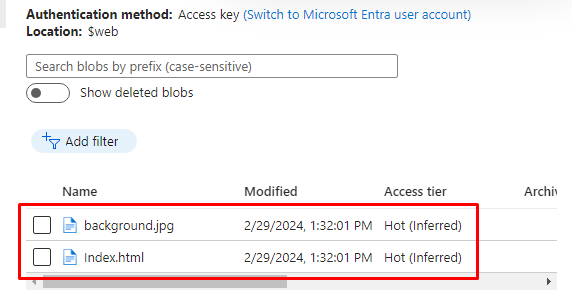 Authentication method: Access key (Switch to Microsoft Entra user account)
Location: $web
Search blobs by prefix (case-sensitive)
Show deleted blobs
Add filter
Name Modified Access tier Archiv
background.jpg 2/29/2024, 1:32:01 PM Hot (Inferred)
Index.html 2/29/2024, 1:32:01 PM Hot (Inferred)